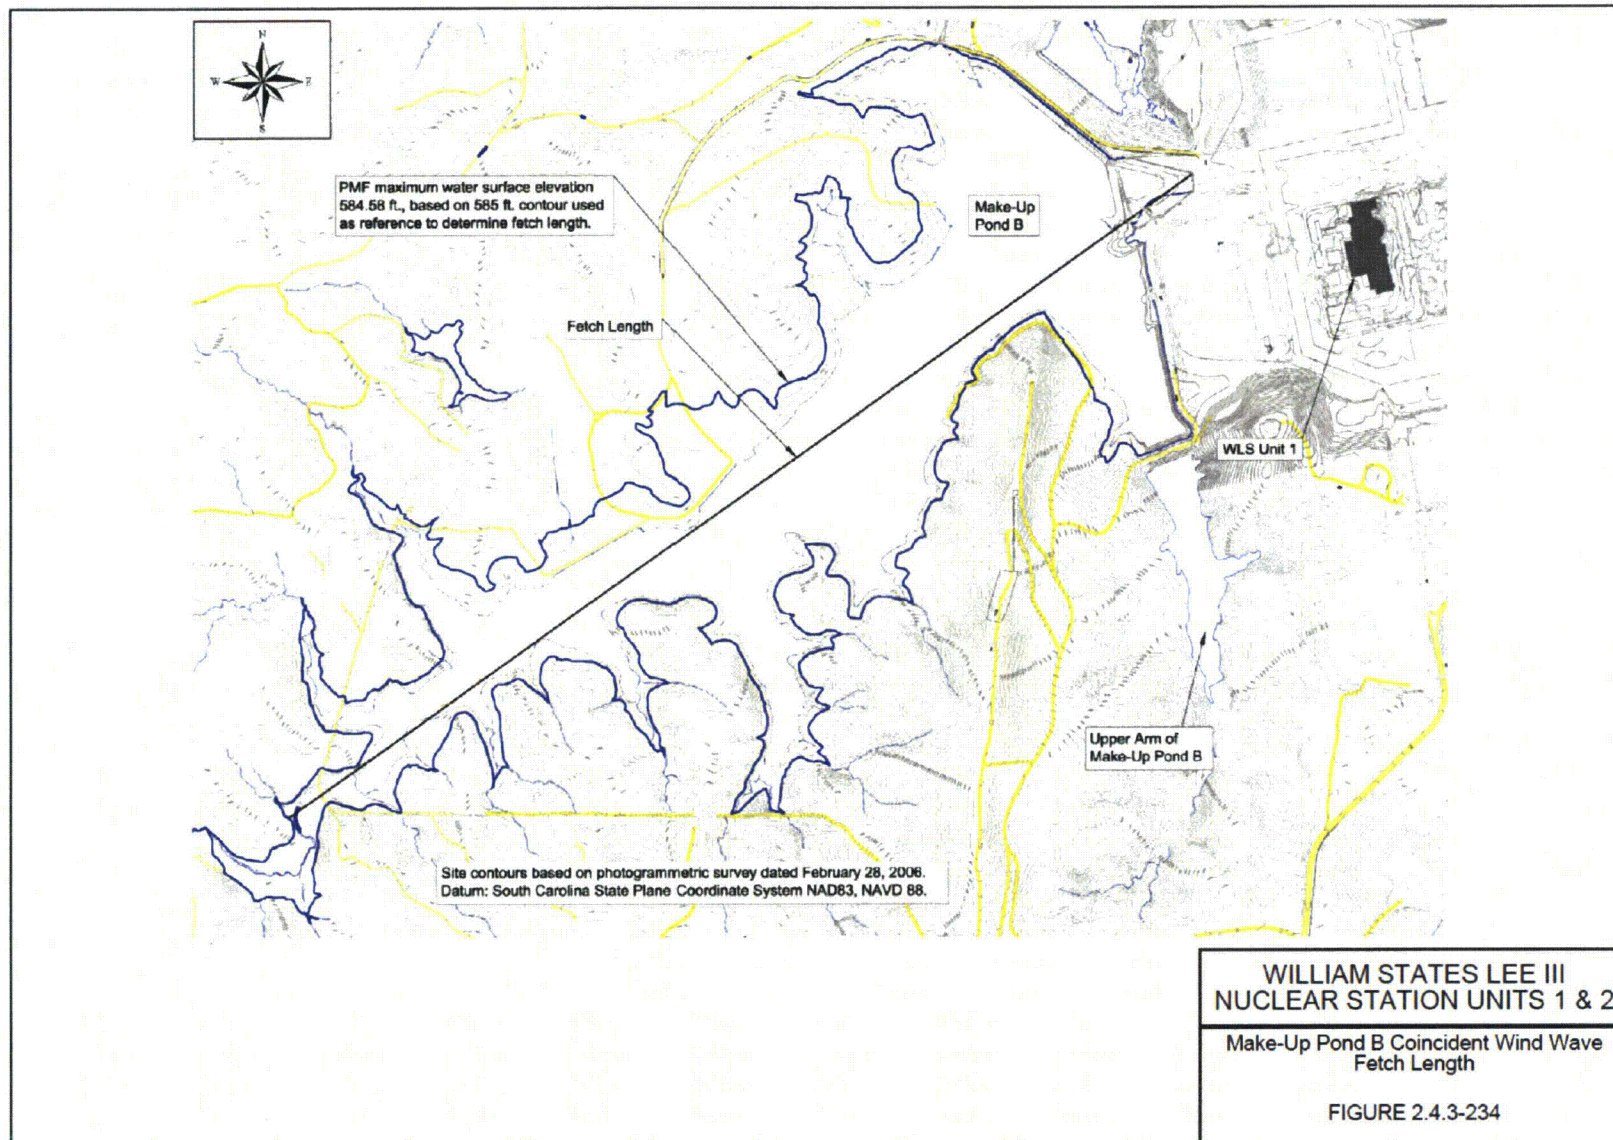 N
W
E
S
PMF maximum water surface elevation
584.58 ft., based on 585 ft. contour used
as reference to determine fetch length.
Make-Up
Pond B
Fetch Length
WLS Unit 1
Upper Arm of
Make-Up Pond B
Site contours based on photogrammetric survey dated February 28, 2006.
Datum: South Carolina State Plane Coordinate System NAD83, NAVD 88.
WILLIAM STATES LEE III
NUCLEAR STATION UNITS 1 & 2
Make-Up Pond B Coincident Wind Wave
Fetch Length
FIGURE 2.4.3-234